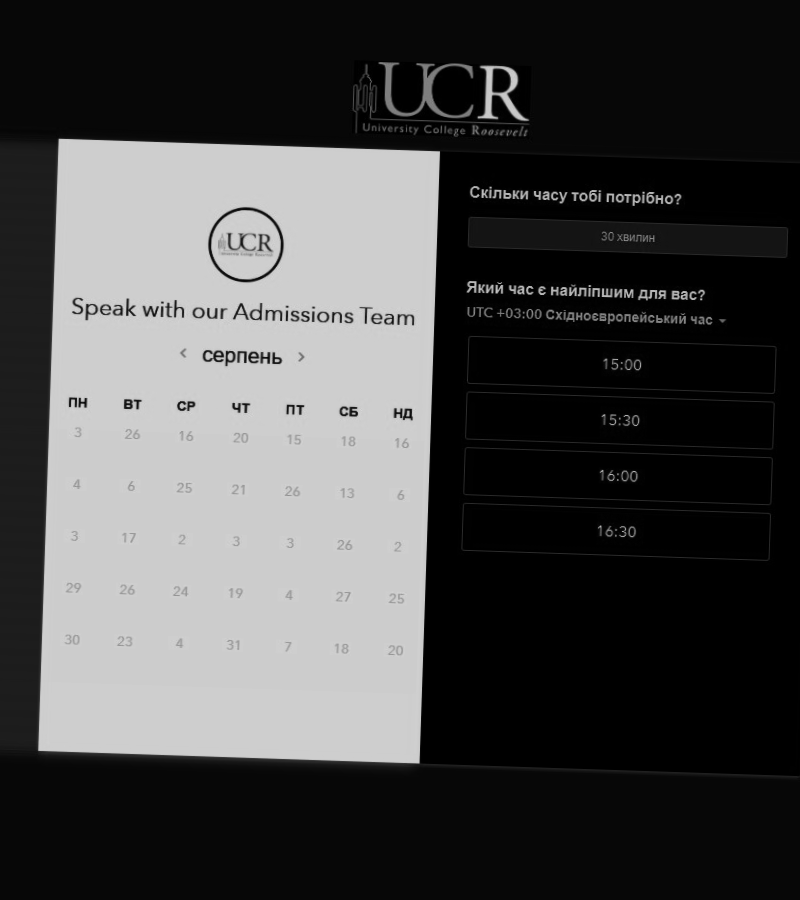 UCR
University College Roosevelt
UCR
University College Roosevelt
Speak with our Admissions Team
серпень
ПН ВТ СР ЧТ ПТ СБ НД
3 26 16 20 15 18 16
4 6 25 21 26 13 6
3 17 2 3 3 26 2
29 26 24 19 4 27 25
30 23 4 31 7 18 20
Скільки часу тобі потрібно?
30 хвилин
Який час є найліпшим для вас?
UTC +03:00 Східноєвропейський час
15:00
15:30
16:00
16:30